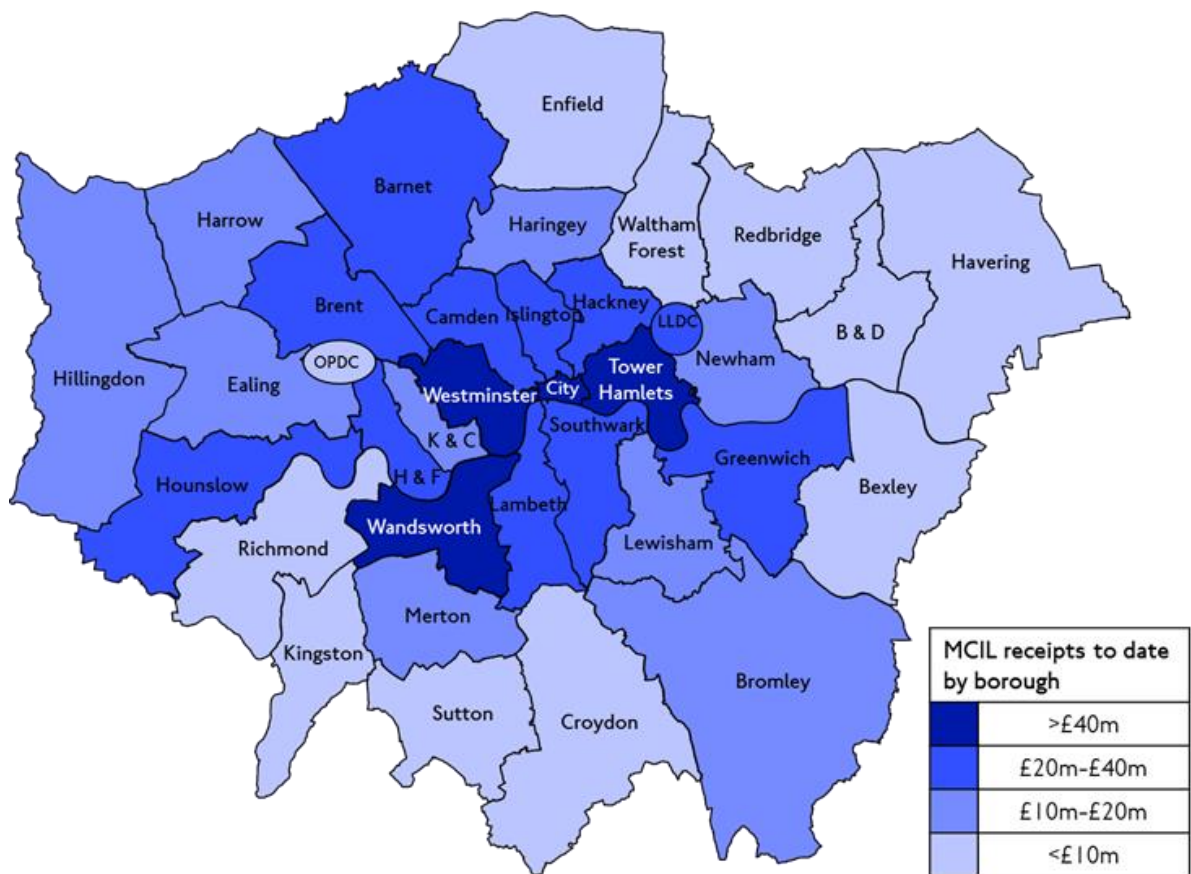 Enfield
Barnet
Harrow
Haringey
Waltham
Forest
Redbridge
Havering
Brent
Camden
Islington
Hackney
LLDC
B & D
OPDC
Newham
Hillingdon
Ealing
Westminster
City
Tower
Hamlets
K & C
Southwark
Greenwich
Hounslow
H & F
Lambeth
Bexley
Wandsworth
Richmond
Lewisham
Merton
Kingston
Bromley
Sutton
Croydon
MCIL receipts to date
by borough
>£40m
£20m-£40m
£10m-£20m
<£10m